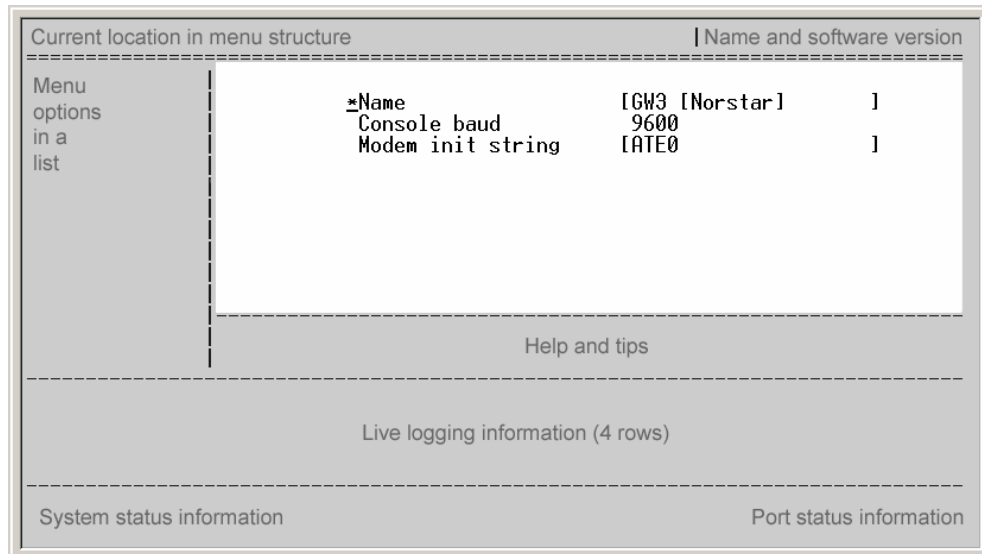 Current location in menu structure | Name and software version
Menu
options
in a
list
*Name [GW3 [Norstar] ]
Console baud 9600
Modem init string [ATE0 ]
Help and tips
Live logging information (4 rows)
System status information Port status information